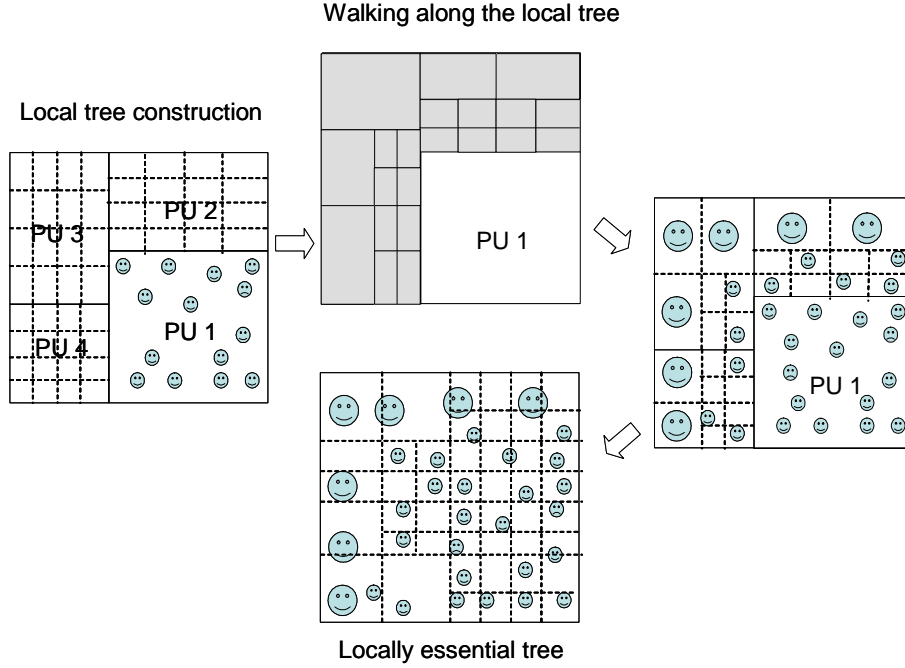 Walking along the local tree
Local tree construction
PU 2
PU 3
PU 1
PU 4
PU 1
PU 1
Locally essential tree